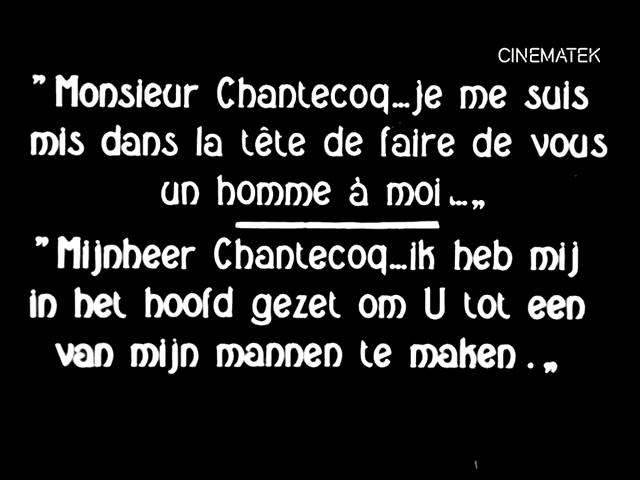 CINEMATEK
"Monsieur Chantecoq...je me suis
mis dans la tête de faire de vous
un homme à moi...„
"Mijnheer Chantecoq...ik heb mij
in het hoofd gezet om U tot een
van mijn mannen te maken.„